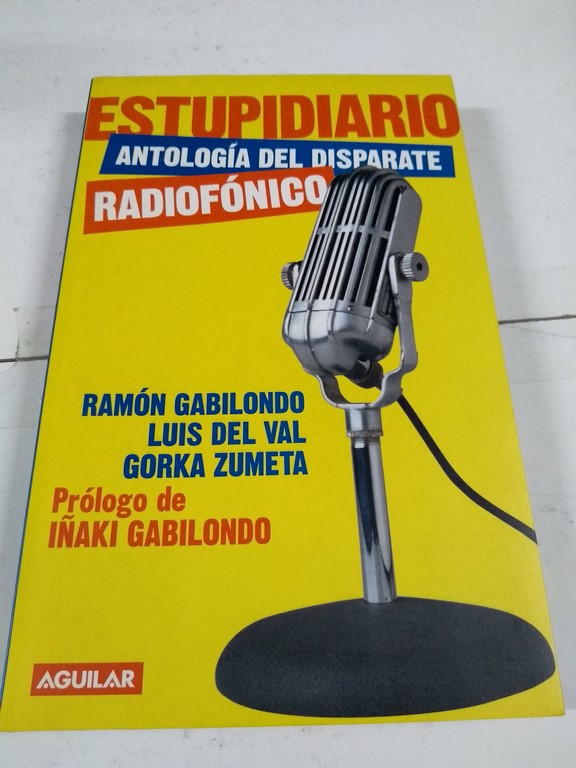 ESTUPIDIARIO
ANTOLOGÍA DEL DISPARATE
RADIOFÓNICO
RAMÓN GABILONDO
LUIS DEL VAL
GORKA ZUMETA
Prólogo de
IÑAKI GABILONDO
AGUILAR